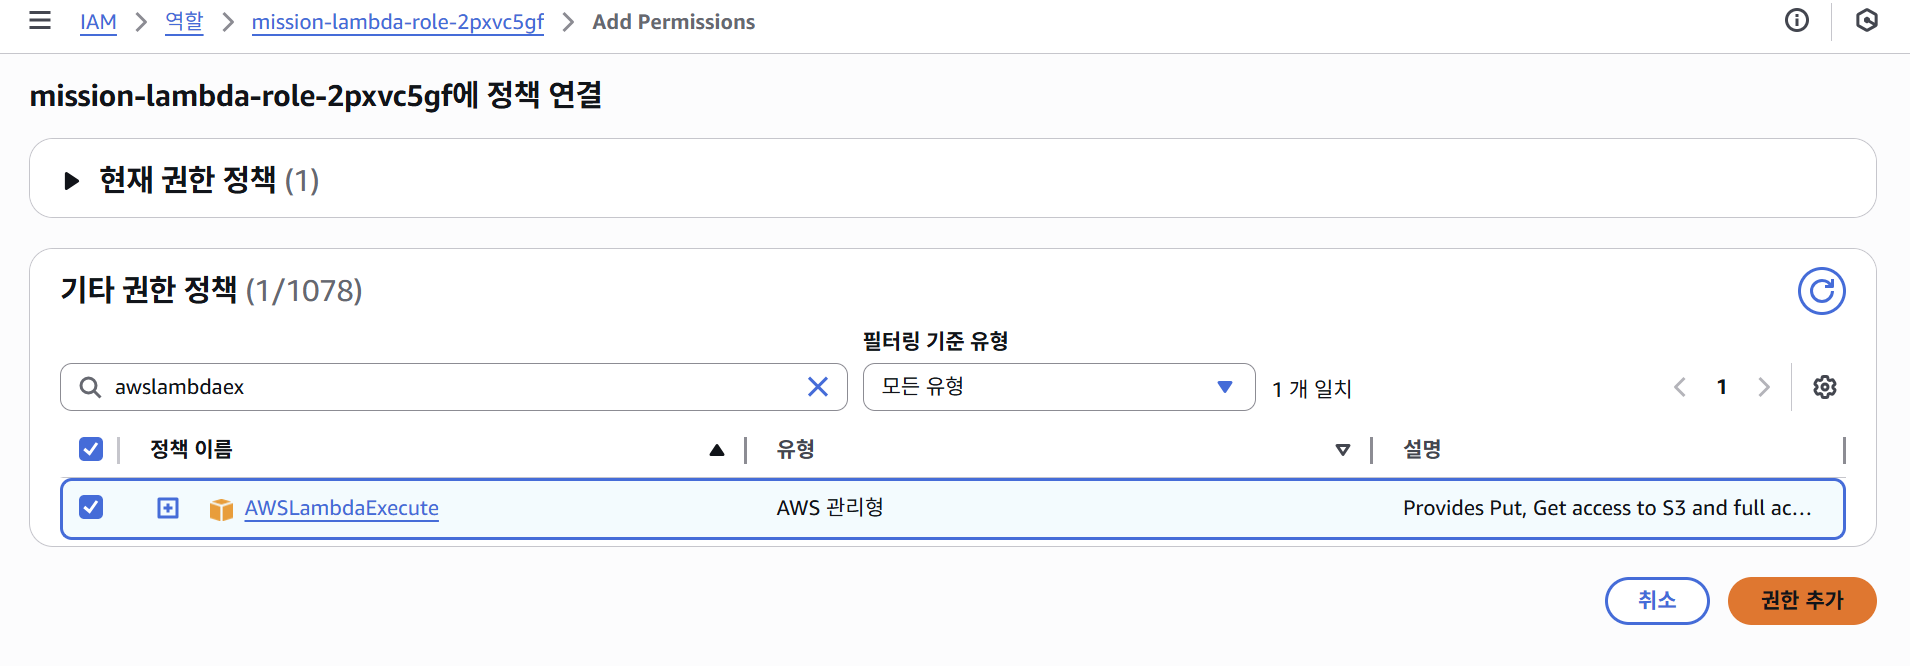 IAM > 역할 > mission-lambda-role-2pxvc5gf > Add Permissions
mission-lambda-role-2pxvc5gf에 정책 연결
현재 권한 정책 (1)
기타 권한 정책 (1/1078)
필터링 기준 유형
awslambdaex 모든 유형 1 개 일치 1
정책 이름 유형 설명
AWSLambdaExecute AWS 관리형 Provides Put, Get access to S3 and full ac...
취소 권한 추가